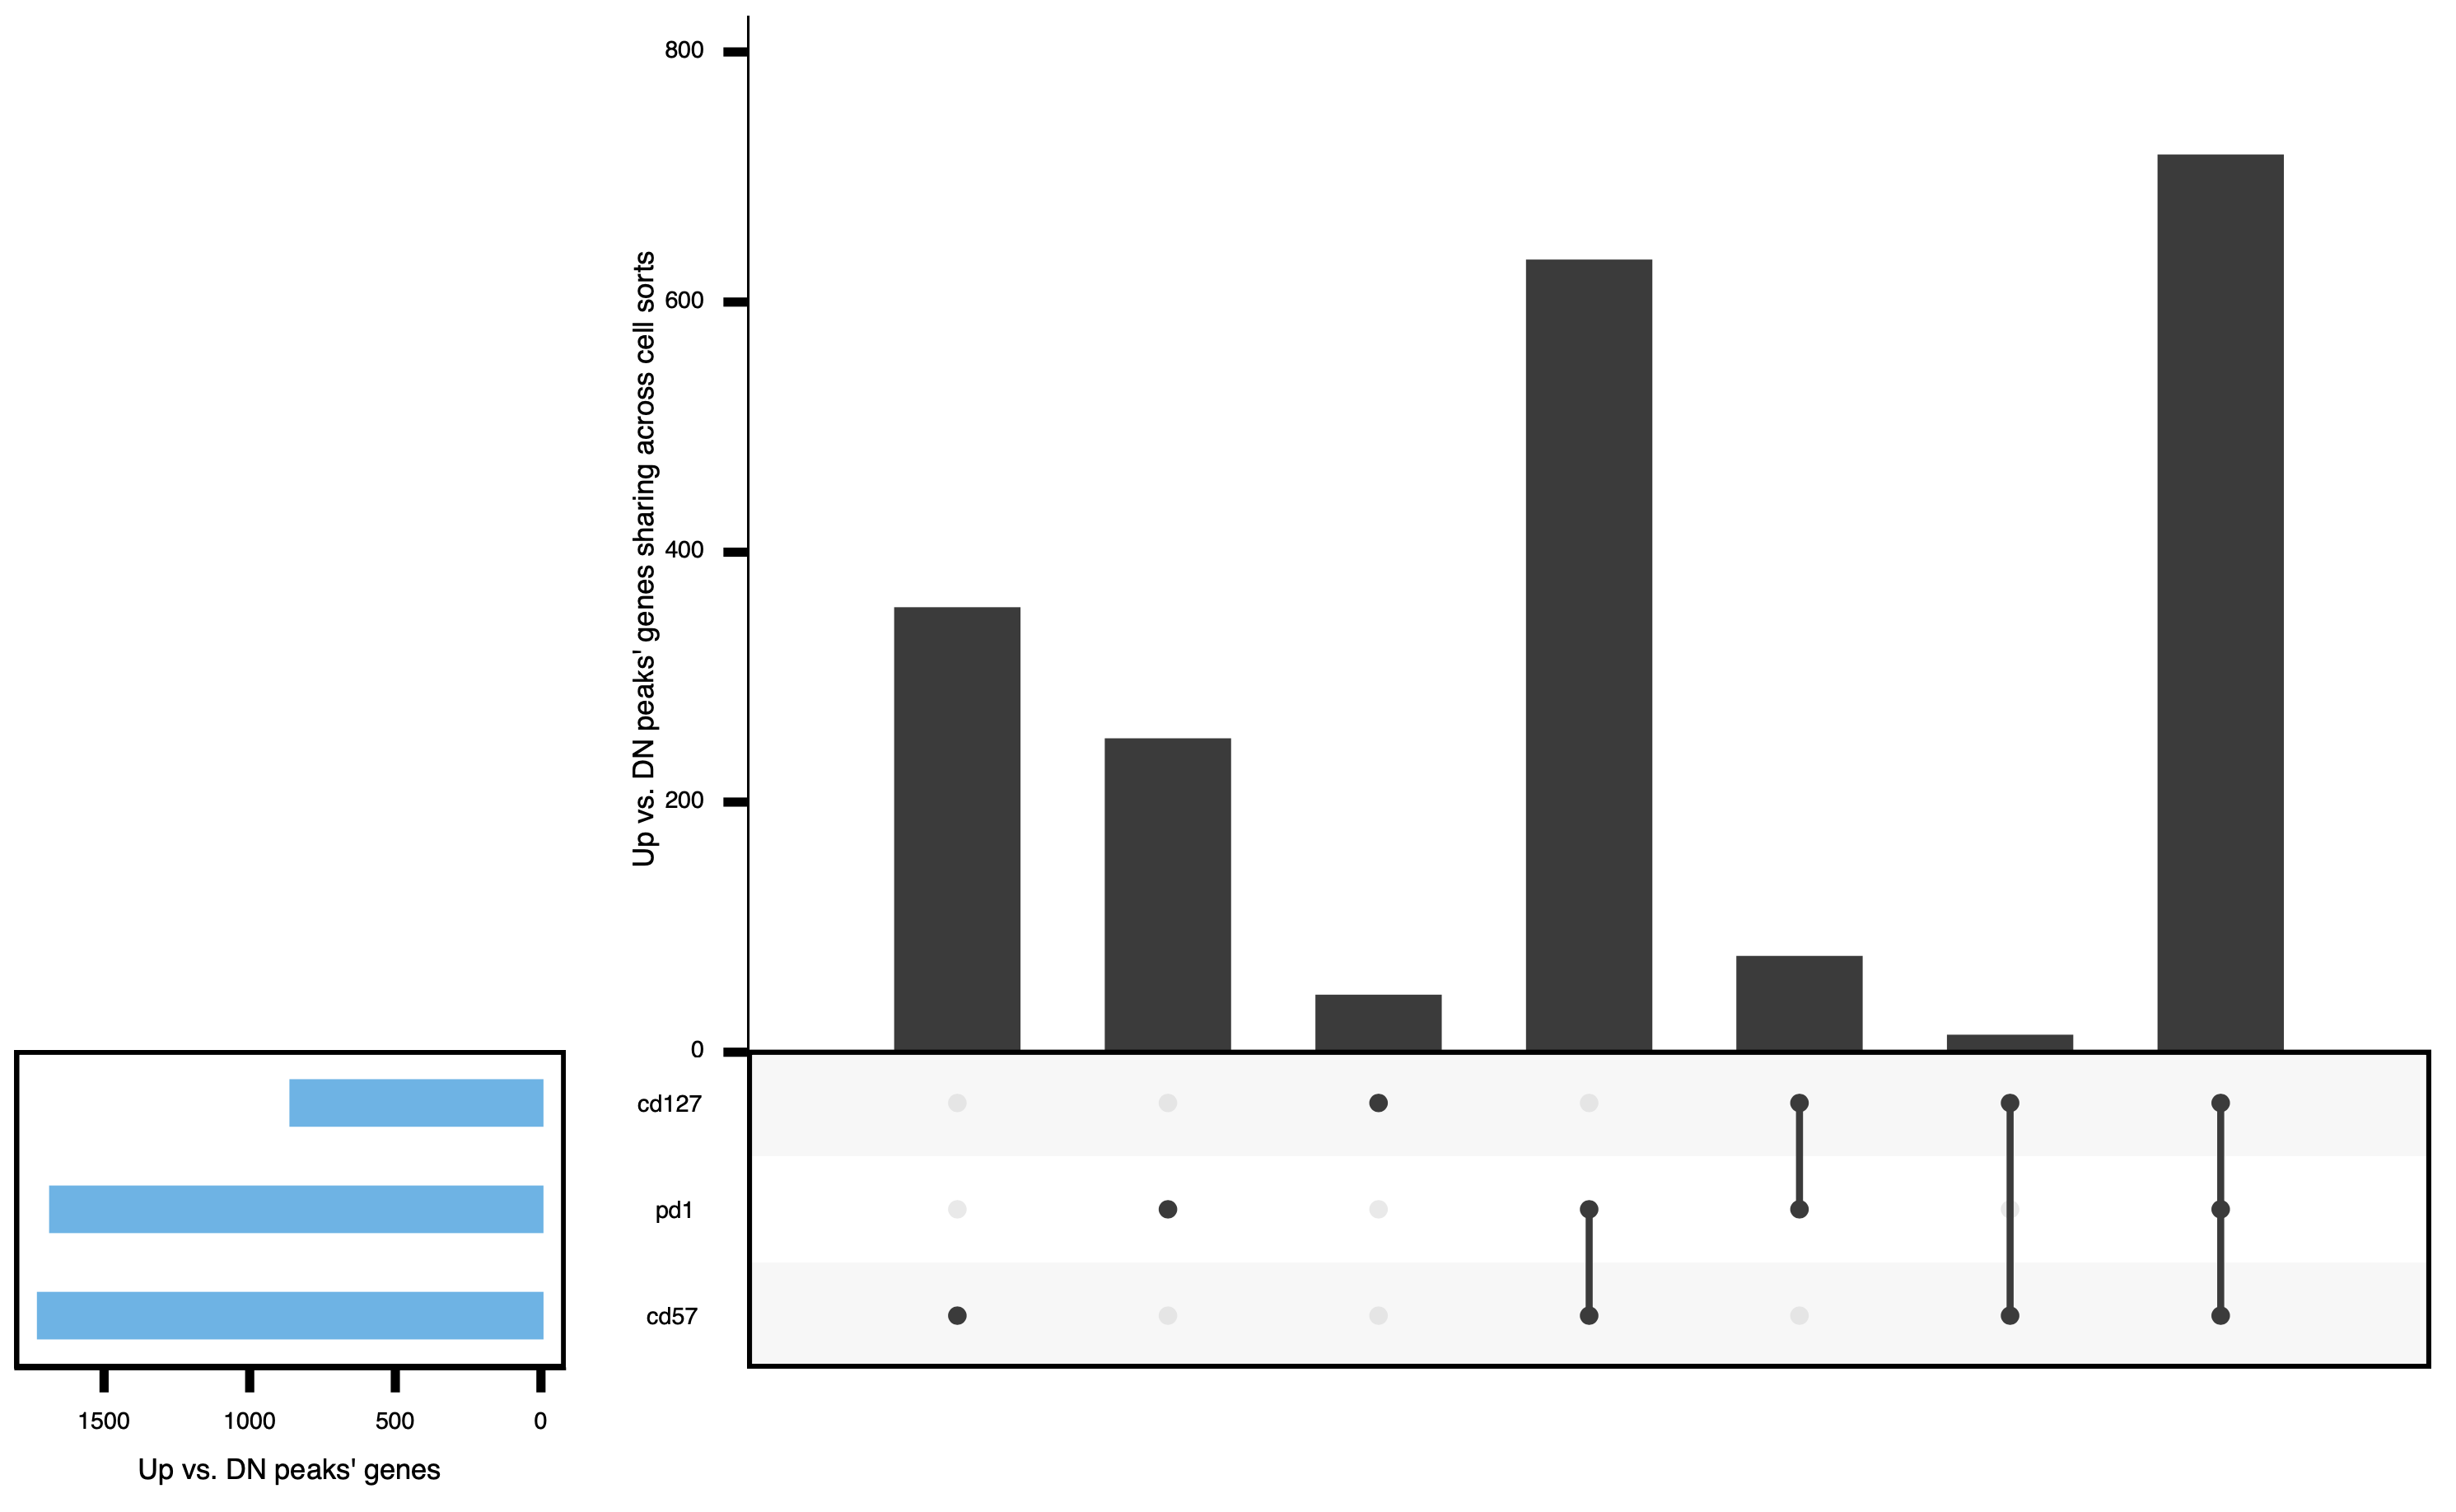 800
600
400
200
0
Up vs. DN peaks' genes sharing across cell sorts
cd127
pd1
cd57
1500 1000 500 0
Up vs. DN peaks' genes